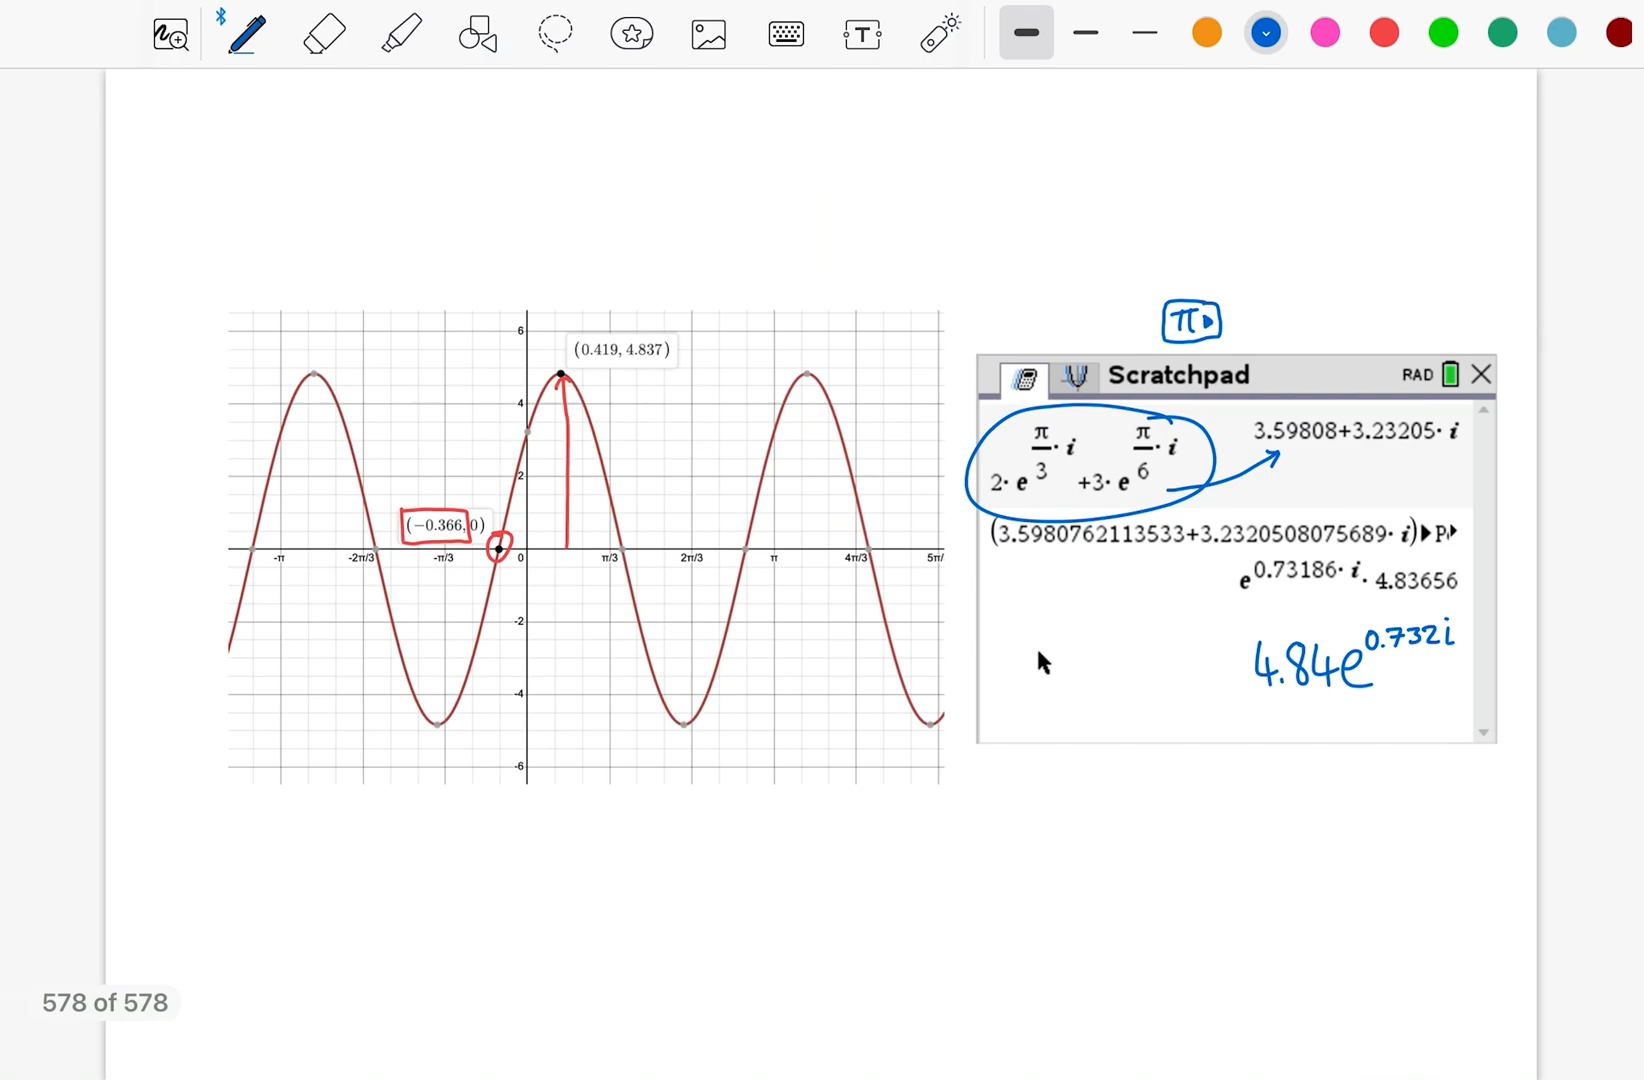 T
π▸
6
(0.419, 4.837)
4
2
(−0.366, 0)
-π
-2π/3
-π/3
0
π/3
2π/3
π
4π/3
5π/
-2
-4
-6
Scratchpad
RAD
2·e^(π/3·i)+3·e^(π/6·i)
3.59808+3.23205·i
(3.5980762113533+3.2320508075689·i)▸P▸
e^0.73186·i·4.83656
4.84e^0.732i
578 of 578